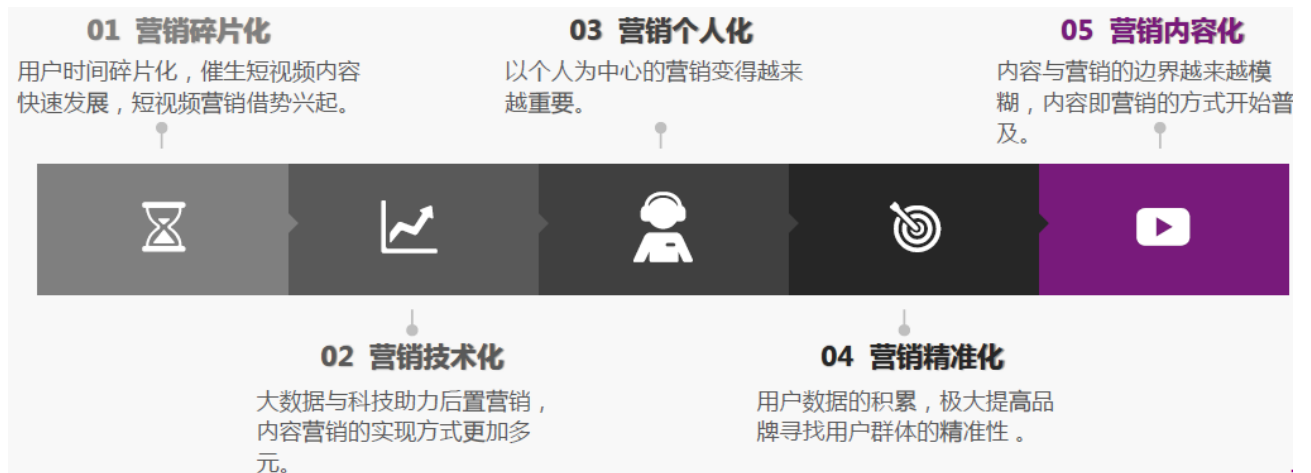 01 营销碎片化
用户时间碎片化，催生短视频内容
快速发展，短视频营销借势兴起。
03 营销个人化
以个人为中心的营销变得越来
越重要。
05 营销内容化
内容与营销的边界越来越模
糊，内容即营销的方式开始普
及。
02 营销技术化
大数据与科技助力后置营销，
内容营销的实现方式更加多
元。
04 营销精准化
用户数据的积累，极大提高品
牌寻找用户群体的精准性。